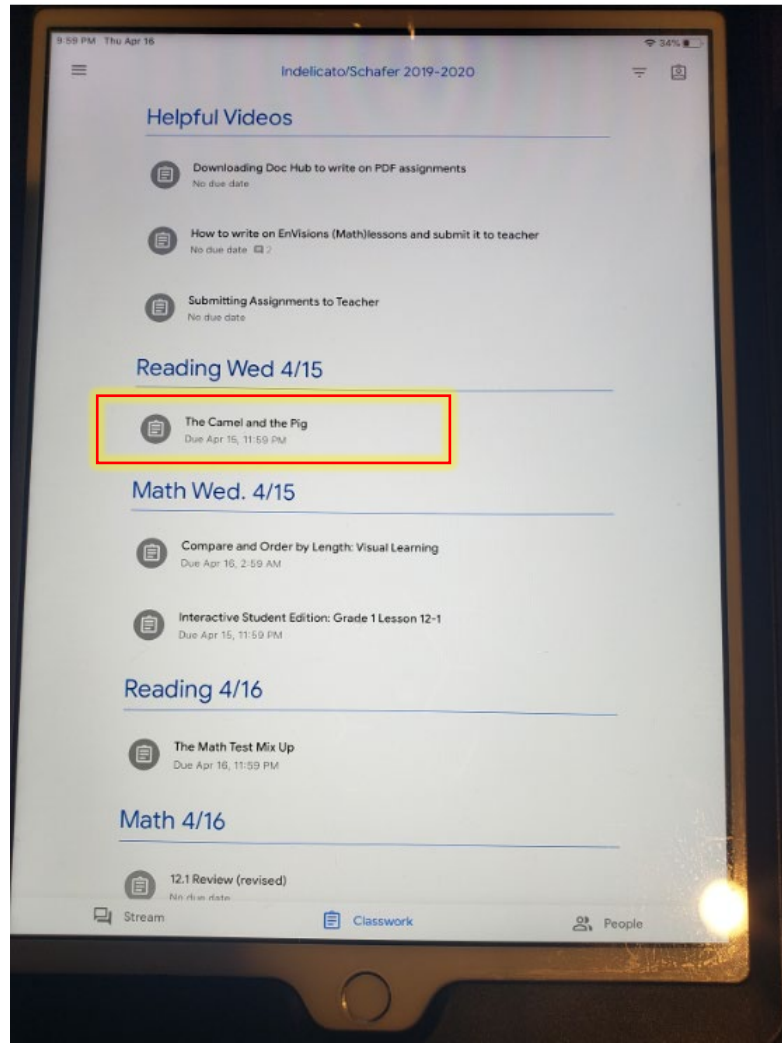 9:59 PM Thu Apr 16
34%
Indelicato/Schafer 2019-2020
Helpful Videos
Downloading Doc Hub to write on PDF assignments
No due date
How to write on EnVisions (Math)lessons and submit it to teacher
No due date 2
Submitting Assignments to Teacher
No due date
Reading Wed 4/15
The Camel and the Pig
Due Apr 15, 11:59 PM
Math Wed. 4/15
Compare and Order by Length: Visual Learning
Due Apr 16, 2:59 AM
Interactive Student Edition: Grade 1 Lesson 12-1
Due Apr 15, 11:59 PM
Reading 4/16
The Math Test Mix Up
Due Apr 16, 11:59 PM
Math 4/16
12.1 Review (revised)
No due date
Stream
Classwork
People